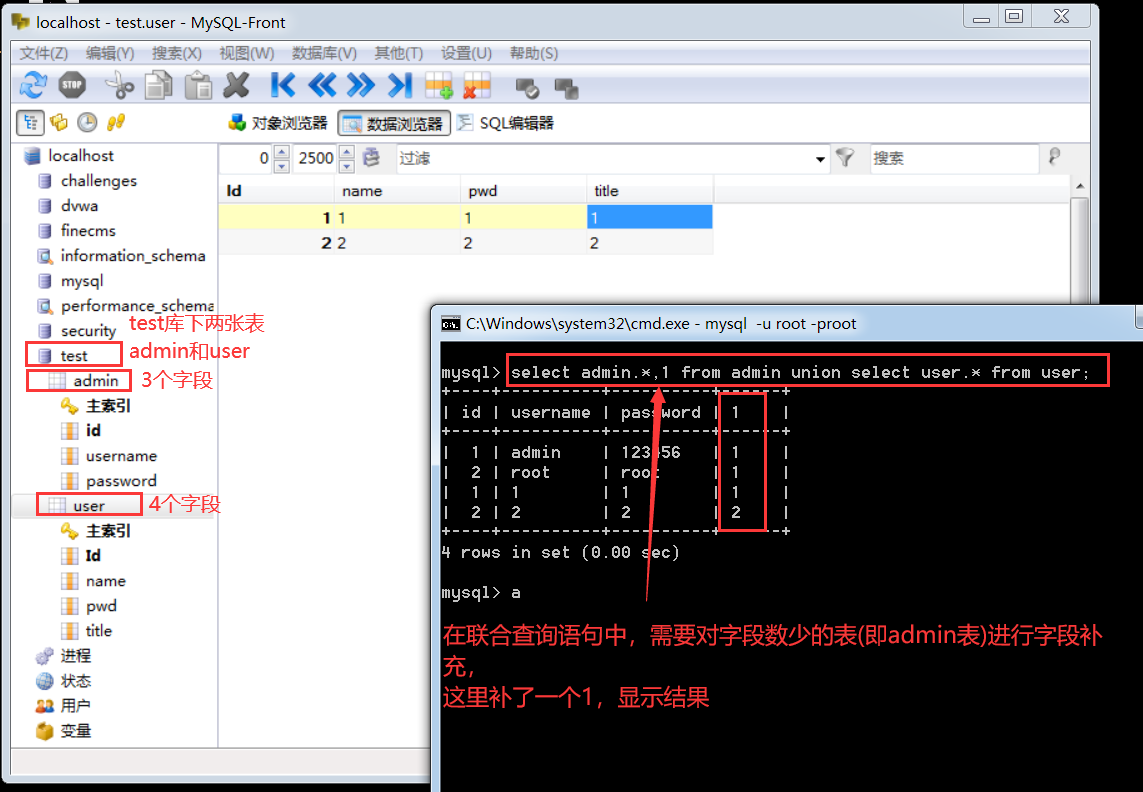 localhost - test.user - MySQL-Front
文件(Z) 编辑(Y) 搜索(X) 视图(W) 数据库(V) 其他(T) 设置(U) 帮助(S)
STOP
对象浏览器 数据浏览器 SQL编辑器
localhost
0 2500 过滤 搜索
challenges
dvwa
finecms
information_schema
mysql
performance_schema
security
test
admin
主索引
id
username
password
user
主索引
Id
name
pwd
title
进程
状态
用户
变量
Id name pwd title
1 1 1 1
2 2 2 2
test库下两张表
admin和user
3个字段
4个字段
C:\Windows\system32\cmd.exe - mysql -u root -proot
mysql> select admin.*,1 from admin union select user.* from user;
+----+----------+----------+-------+
| id | username | password | 1 |
+----+----------+----------+-------+
| 1 | admin | 123456 | 1 |
| 2 | root | root | 1 |
| 1 | 1 | 1 | 1 |
| 2 | 2 | 2 | 2 |
+----+----------+----------+-------+
4 rows in set (0.00 sec)
mysql> a
在联合查询语句中，需要对字段数少的表(即admin表)进行字段补
充，
这里补了一个1，显示结果